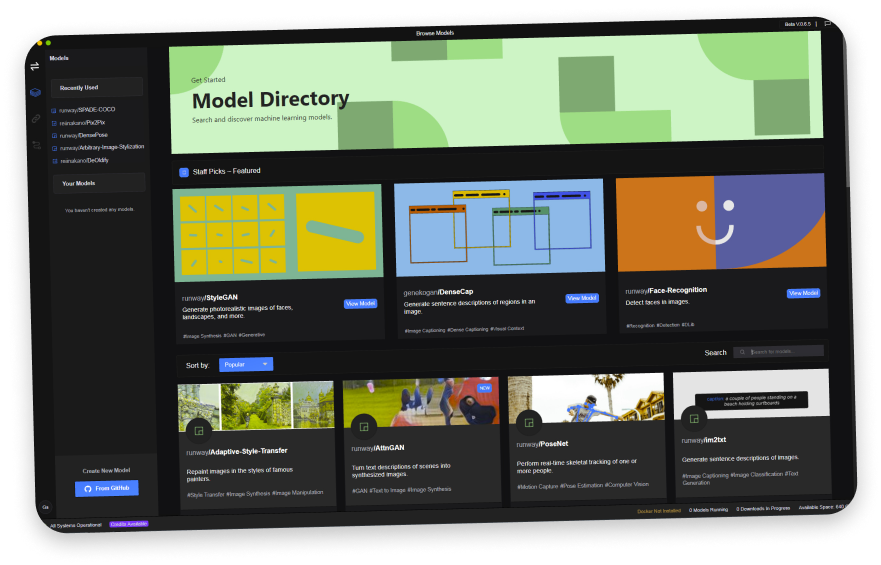 Browse Models
Beta V.0.6.5
Models
Recently Used
runway/SPADE-COCO
reiinakano/Pix2Pix
runway/DensePose
runway/Arbitrary-Image-Stylization
reiinakano/DeOldify
Your Models
You haven't created any models.
Create New Model
From GitHub
Ga
Get Started
Model Directory
Search and discover machine learning models.
Staff Picks – Featured
runway/StyleGAN
Generate photorealistic images of faces,
landscapes, and more.
View Model
#Image Synthesis #GAN #Generative
genekogan/DenseCap
Generate sentence descriptions of regions in an
image.
View Model
#Image Captioning #Dense Captioning #Visual Context
runway/Face-Recognition
Detect faces in images.
View Model
#Recognition #Detection #DLib
Sort by:
Popular
Search
Search for models...
runway/Adaptive-Style-Transfer
Repaint images in the styles of famous
painters.
#Style Transfer #Image Synthesis #Image Manipulation
NEW
runway/AttnGAN
Turn text descriptions of scenes into
synthesized images.
#GAN #Text to Image #Image Synthesis
runway/PoseNet
Perform real-time skeletal tracking of one or
more people.
#Motion Capture #Pose Estimation #Computer Vision
caption a couple of people standing on a
beach holding surfboards
runway/im2txt
Generate sentence descriptions of images.
#Image Captioning #Image Classification #Text
Generation
All Systems Operational
Credits Available
Docker Not Installed
0 Models Running
0 Downloads In Progress
Available Space: